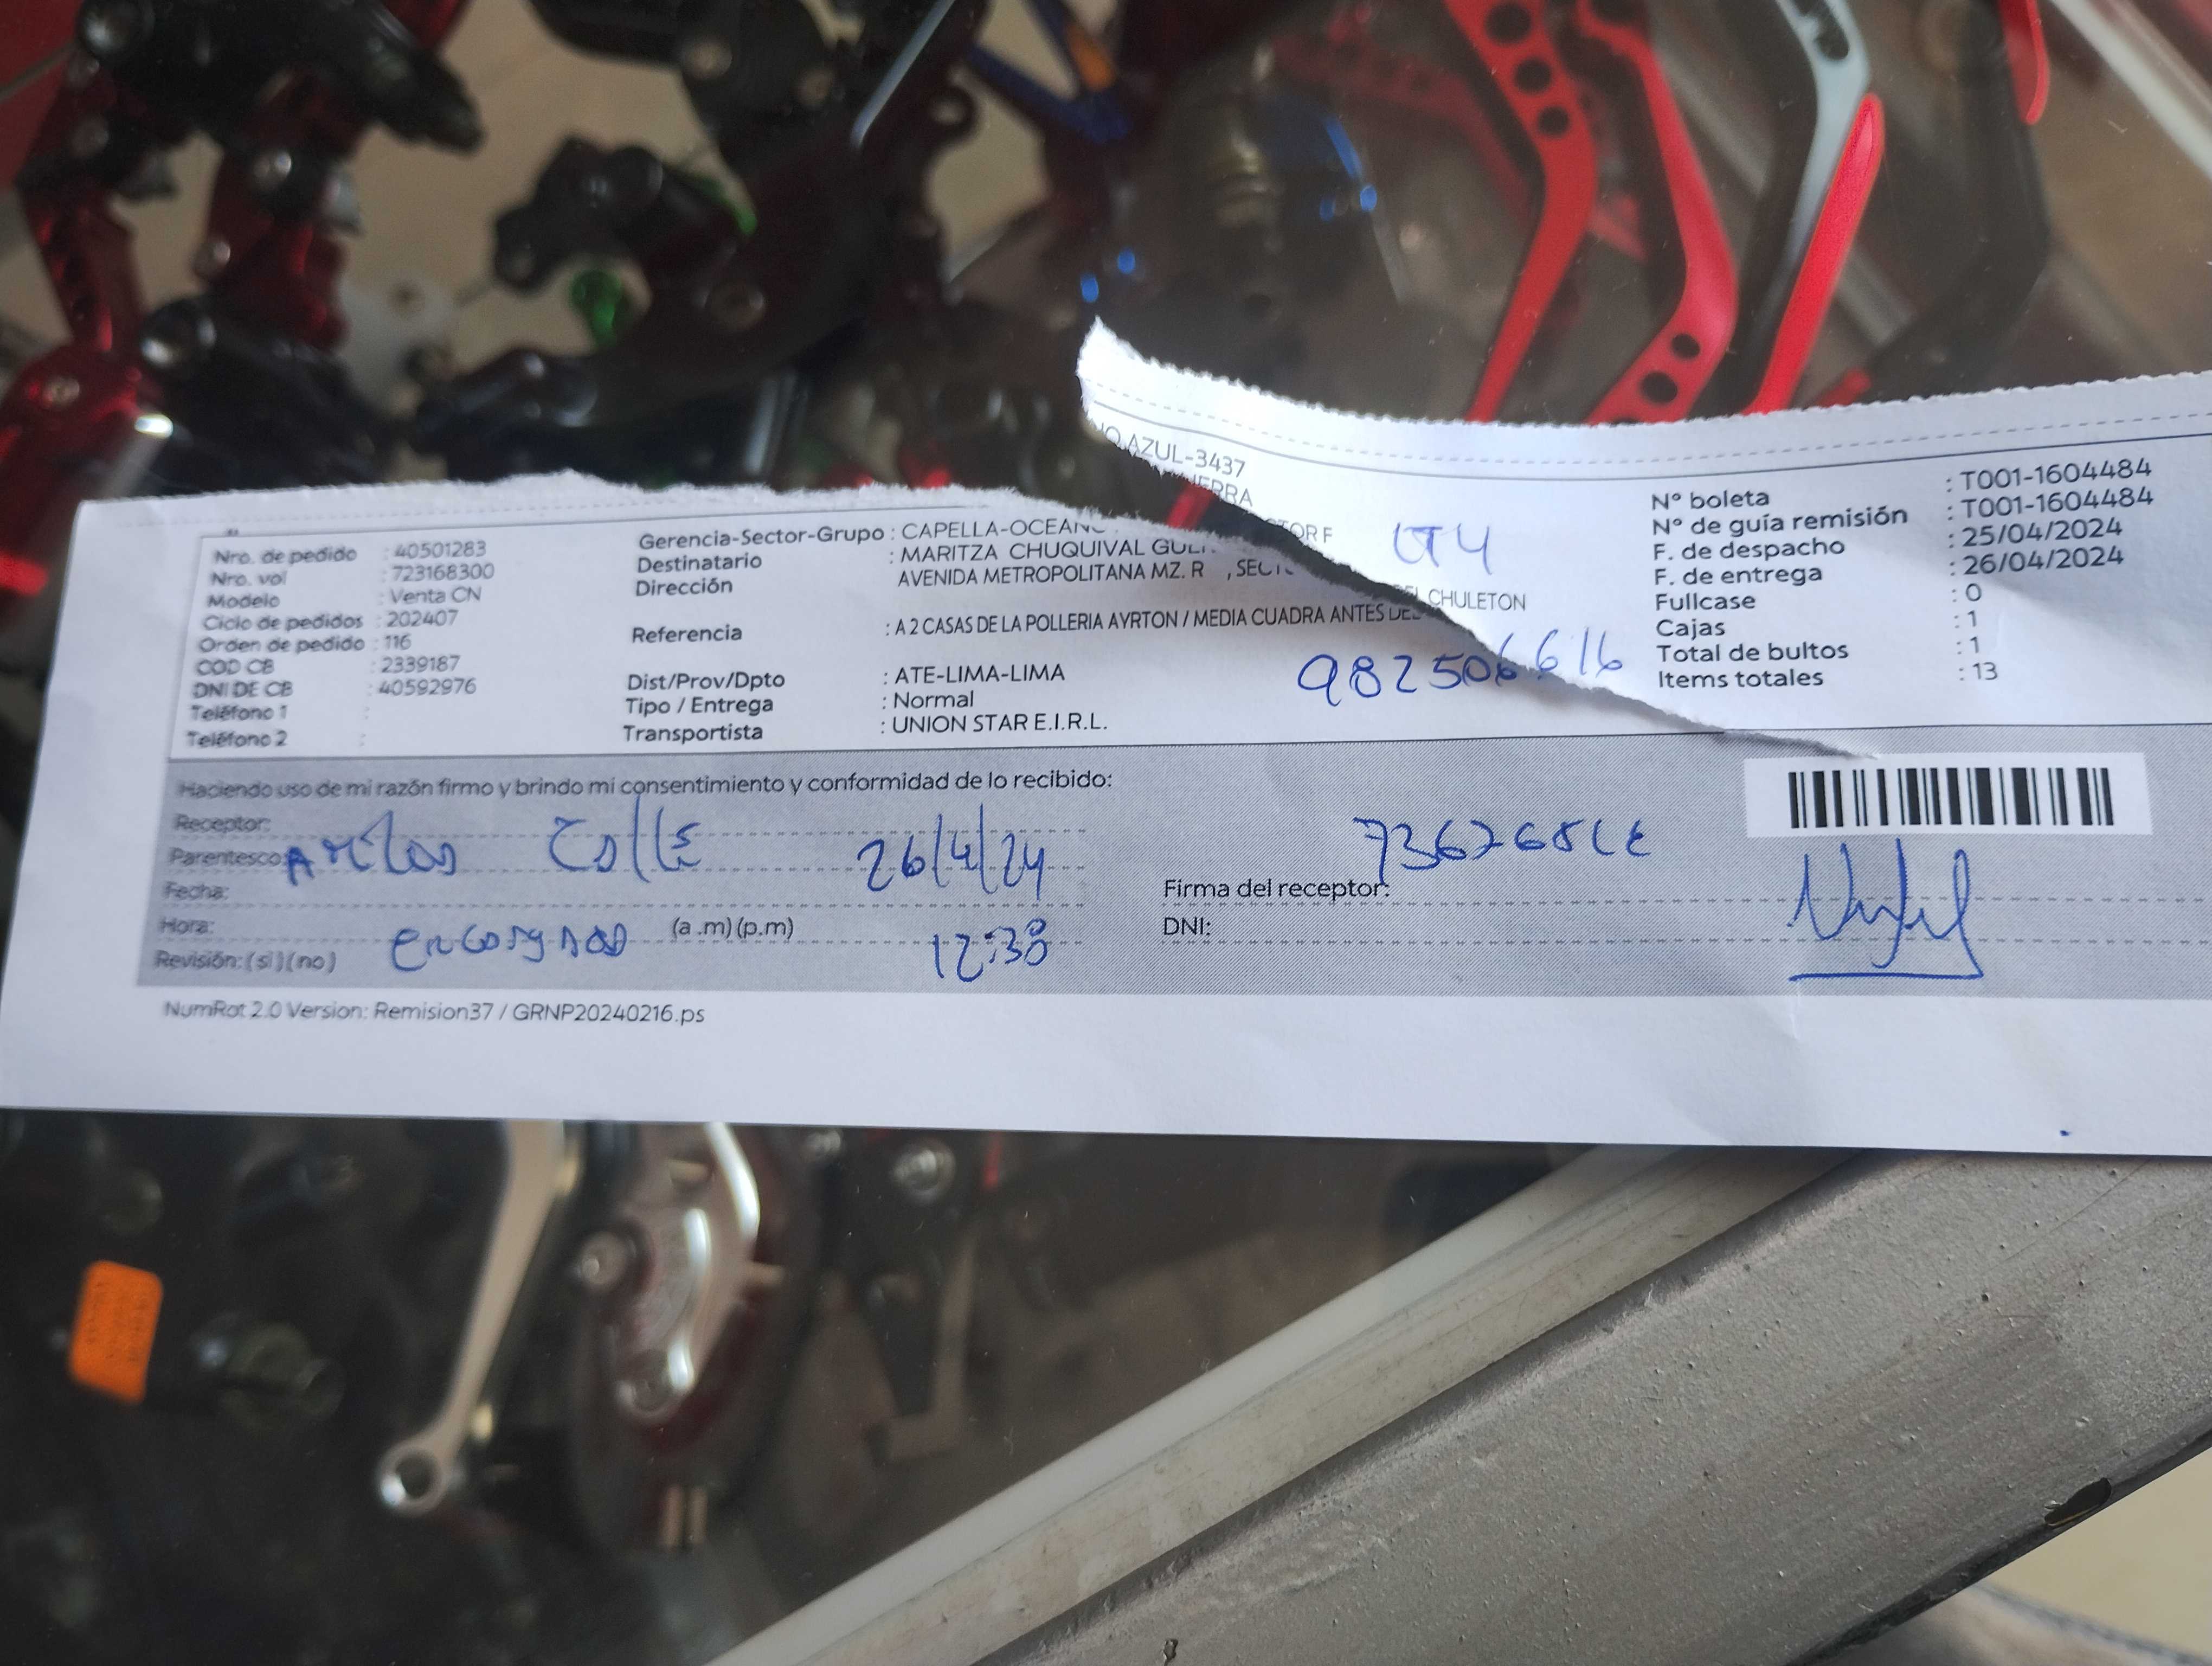 Nro. de pedido : 40501283
Nro. vol : 723168300
Modelo : Venta CN
Ciclo de pedidos : 202407
Orden de pedido : 116
COD CB : 2339187
DNI DE CB : 40592976
Teléfono 1 :
Teléfono 2 :
Gerencia-Sector-Grupo : CAPELLA-OCEANO AZUL-3437
Destinatario : MARITZA CHUQUIVAL ERRA
Dirección : AVENIDA METROPOLITANA MZ. R , SECTOR F LT 4
Referencia : A 2 CASAS DE LA POLLERIA AYRTON / MEDIA CUADRA ANTES DEL CHULETON
982506616
Dist/Prov/Dpto : ATE-LIMA-LIMA
Tipo / Entrega : Normal
Transportista : UNION STAR E.I.R.L.
N° boleta : T001-1604484
N° de guía remisión : T001-1604484
F. de despacho : 25/04/2024
F. de entrega : 26/04/2024
Fullcase : 0
Cajas : 1
Total de bultos : 1
Items totales : 13
Haciendo uso de mi razón firmo y brindo mi consentimiento y conformidad de lo recibido:
Receptor:
Parentesco:
Fecha: 26/4/24
Hora: (a.m) (p.m) 12:38
Revisión: (si) (no)
Firma del receptor:
DNI:
NumRot 2.0 Version: Remision37 / GRNP20240216.ps